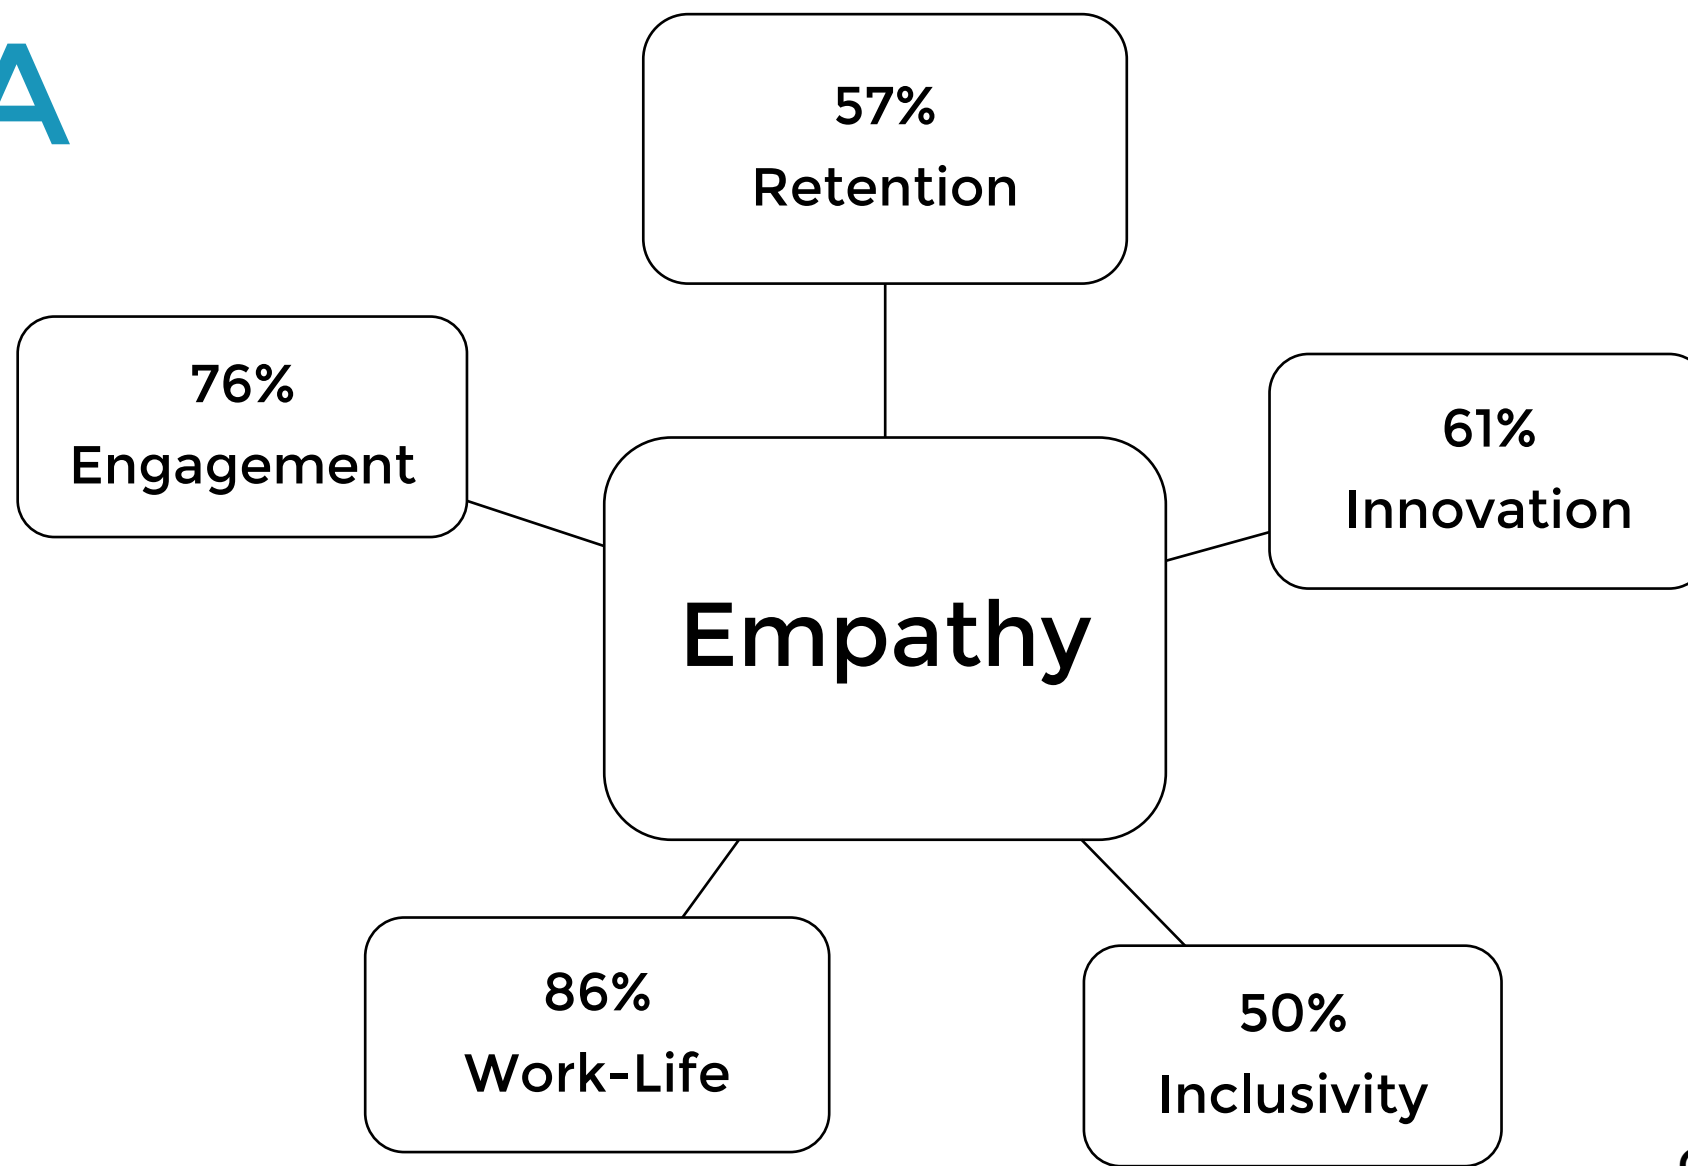 A
57%
Retention
76%
Engagement
61%
Innovation
Empathy
86%
Work-Life
50%
Inclusivity